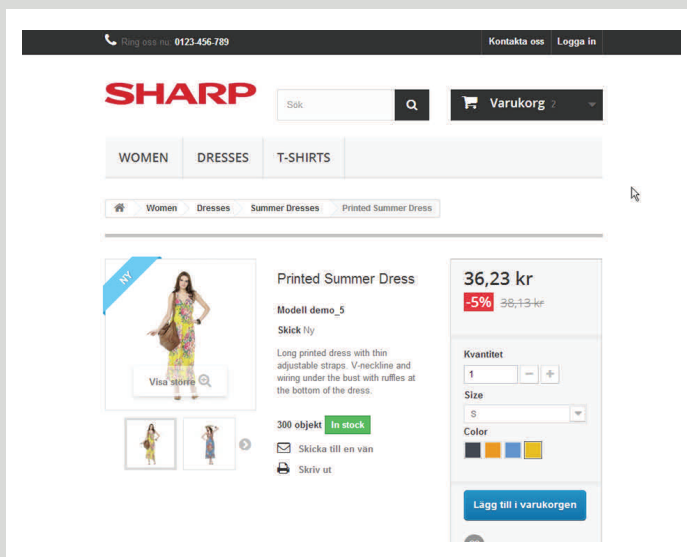 Ring oss nu: 0123-456-789
Kontakta oss
Logga in
SHARP
Sök
Varukorg 2
WOMEN
DRESSES
T-SHIRTS
Women
Dresses
Summer Dresses
Printed Summer Dress
NY
Visa större
Printed Summer Dress
Modell demo_5
Skick Ny
Long printed dress with thin
adjustable straps. V-neckline and
wiring under the bust with ruffles at
the bottom of the dress.
300 objekt In stock
Skicka till en vän
Skriv ut
36,23 kr
-5% 38,13 kr
Kvantitet
1
Size
S
Color
Lägg till i varukorgen